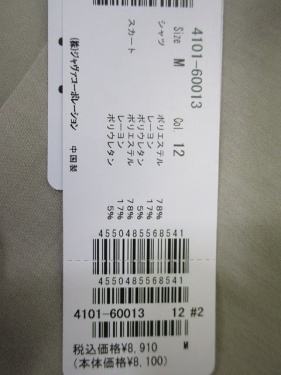 4101-60013
Size M Col. 12
シャツ ポリエステル 78%
レーヨン 17%
ポリウレタン 5%
スカート ポリエステル 78%
レーヨン 17%
ポリウレタン 5%
(株)ジャヴァコーポレーション 中国製
4550485568541
4550485568541
4101-60013 12 #2
税込価格¥8,910 M
(本体価格¥8,100)